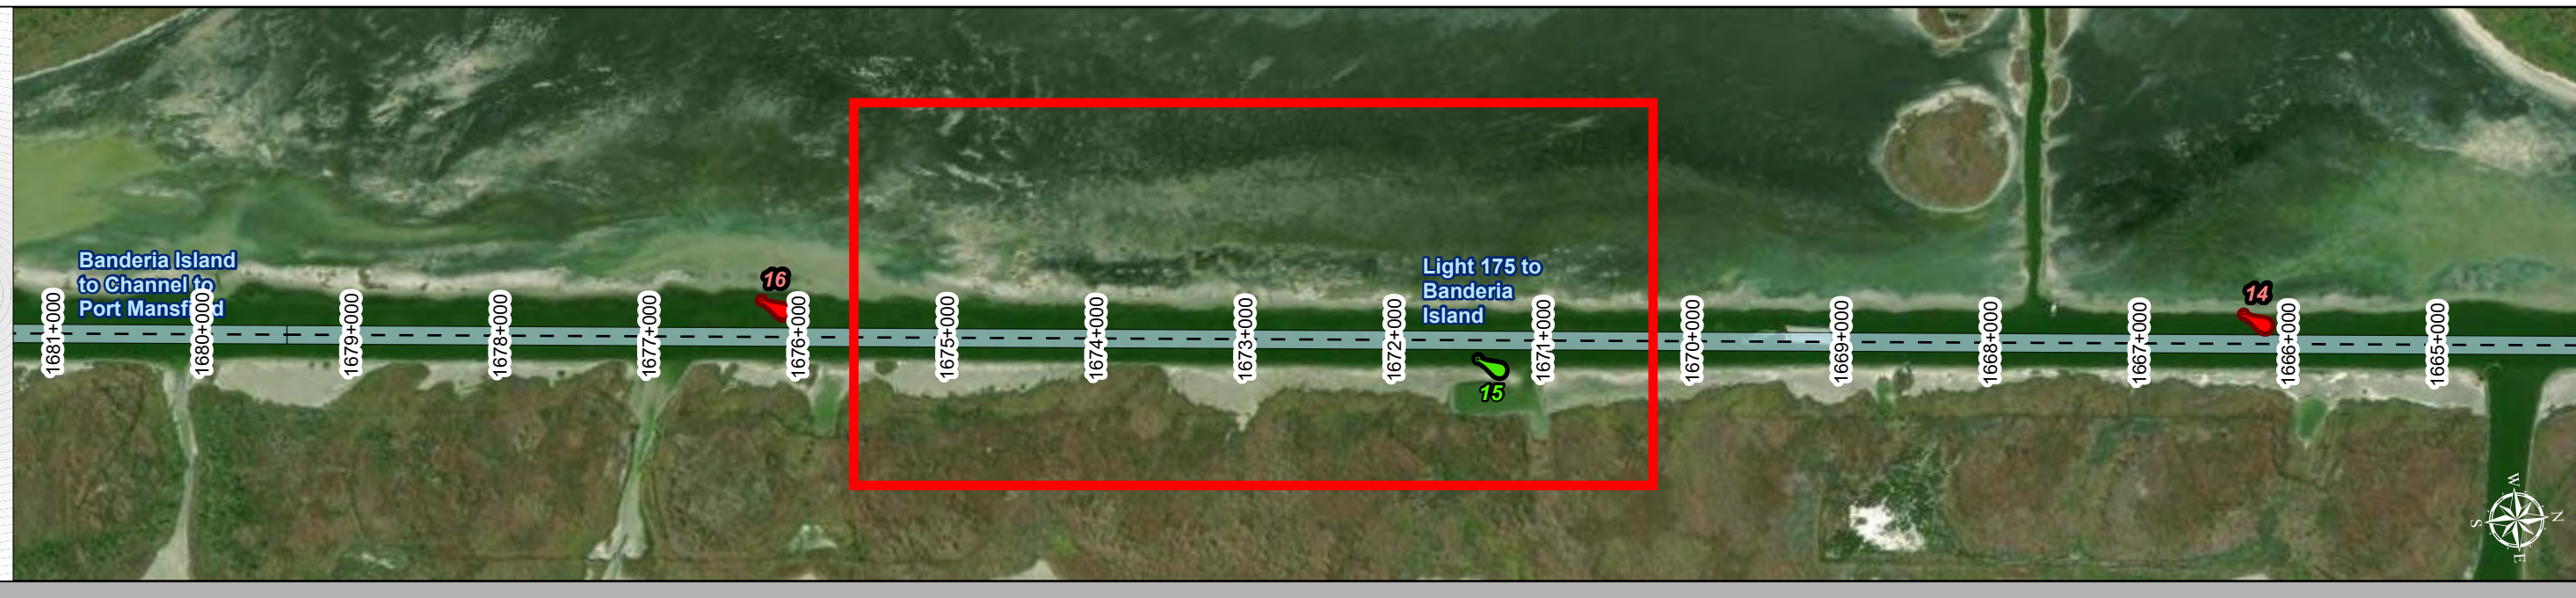 Banderia Island
to Channel to
Port Mansfield
16
Light 175 to
Banderia
Island
14
1681+000
1680+000
1679+000
1678+000
1677+000
1676+000
1675+000
1674+000
1673+000
1672+000
1671+000
1670+000
1669+000
1668+000
1667+000
1666+000
1665+000
15
W
S
N
E